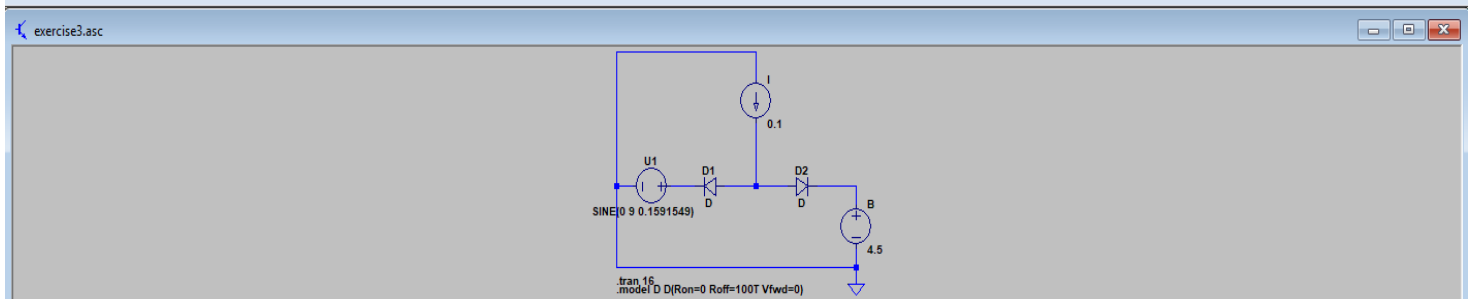 exercise3.asc
I
0.1
U1
D1
D2
D
D
SINE(0 9 0.1591549)
B
4.5
.tran 16
.model D D(Ron=0 Roff=100T Vfwd=0)